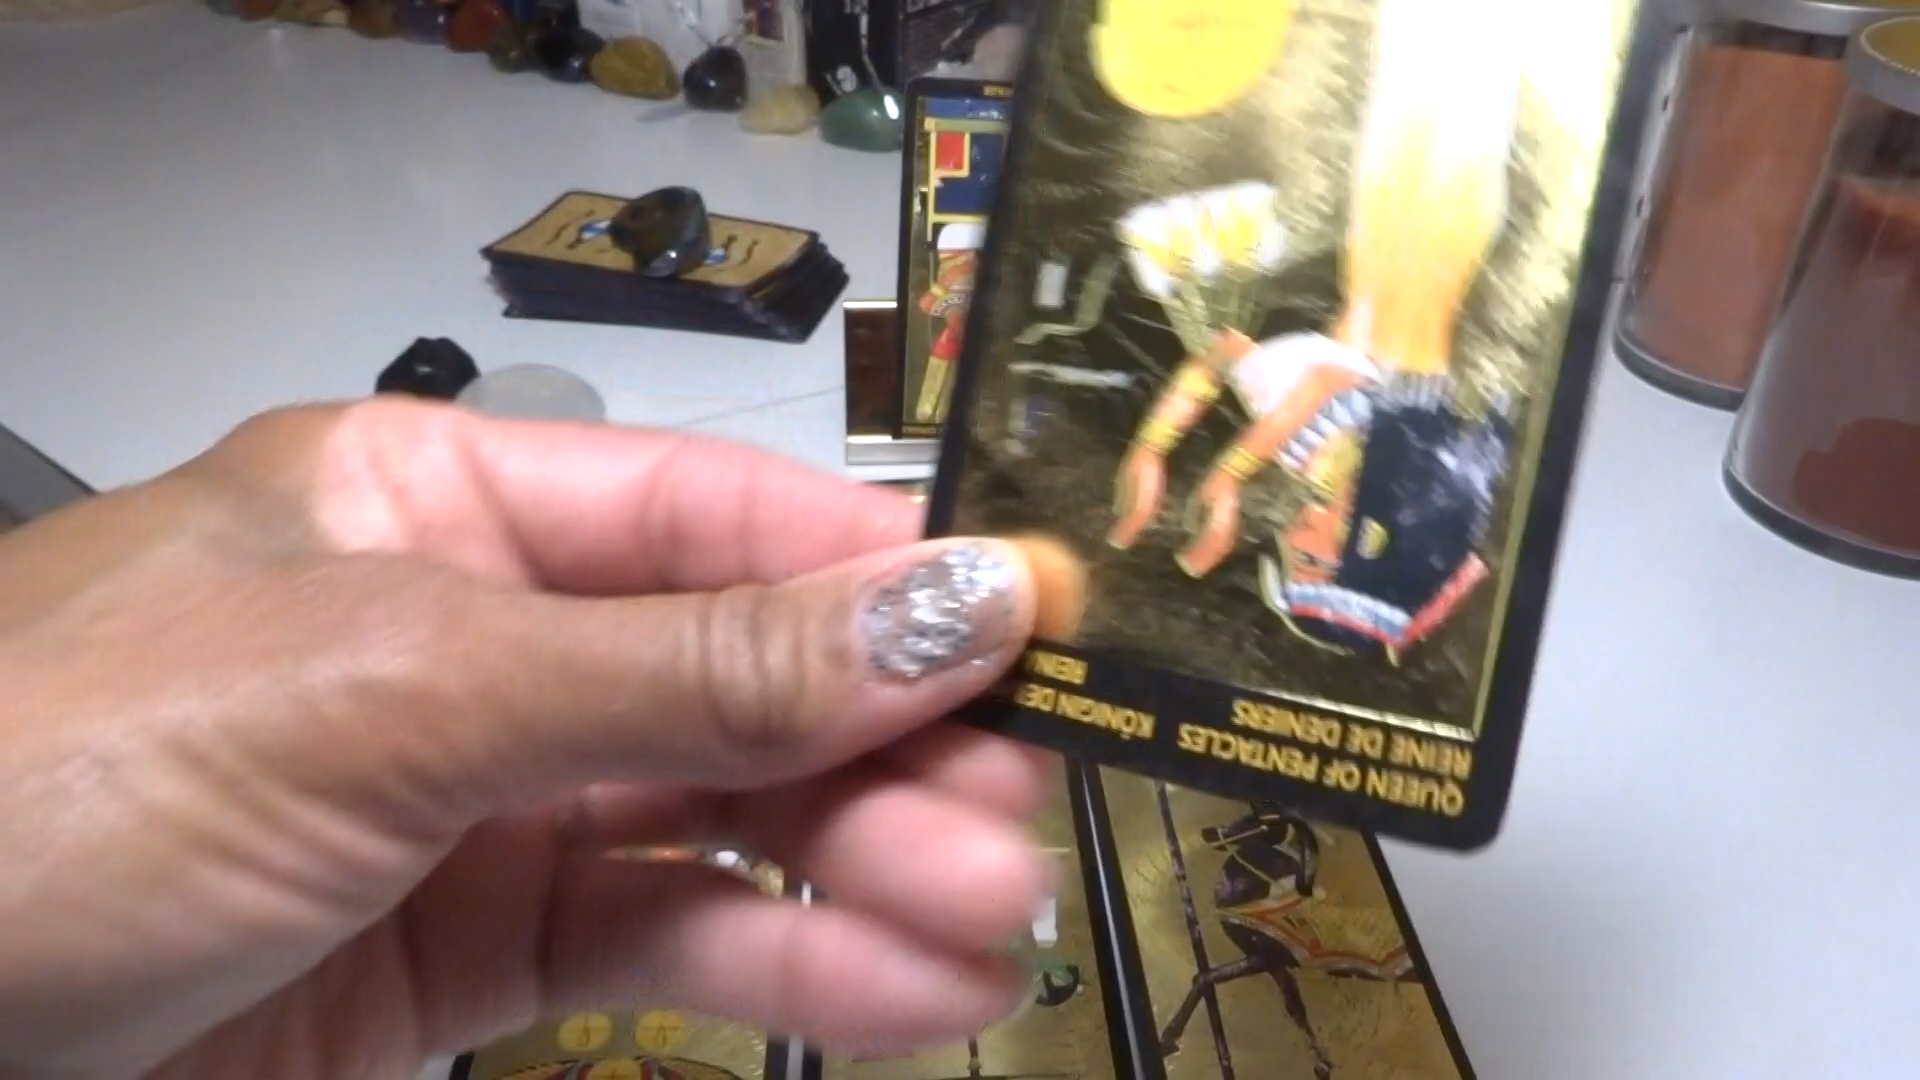 QUEEN OF PENTACLES KÖNIGIN DE
REINE DE DENIERS REIN